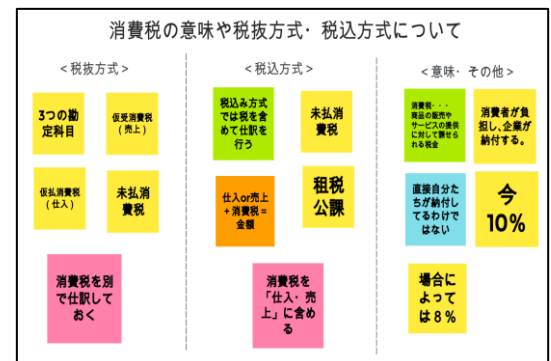 消費税の意味や税抜方式・税込方式について
<税抜方式>
3つの勘
定科目
仮受消費税
(売上)
仮払消費税
(仕入)
未払消
費税
消費税を別
で仕訳して
おく
<税込方式>
税込み方式
では税を含
めて仕訳を
行う
未払消
費税
仕入or売上
+消費税=
金額
租税
公課
消費税を
「仕入・売
上」に含め
る
<意味・その他>
消費税・・・
商品の販売や
サービスの提供
に対して課せら
れる税金
消費者が負
担し、企業が
納付する。
直接自分た
ちが納付し
てるわけで
はない
今
10%
場合に
よって
は8%